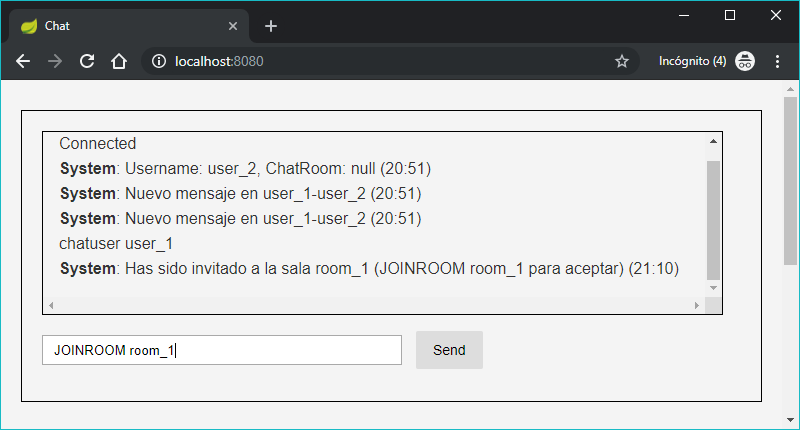 Chat
localhost:8080
Incógnito (4)
Connected
System: Username: user_2, ChatRoom: null (20:51)
System: Nuevo mensaje en user_1-user_2 (20:51)
System: Nuevo mensaje en user_1-user_2 (20:51)
chatuser user_1
System: Has sido invitado a la sala room_1 (JOINROOM room_1 para aceptar) (21:10)
JOINROOM room_1
Send